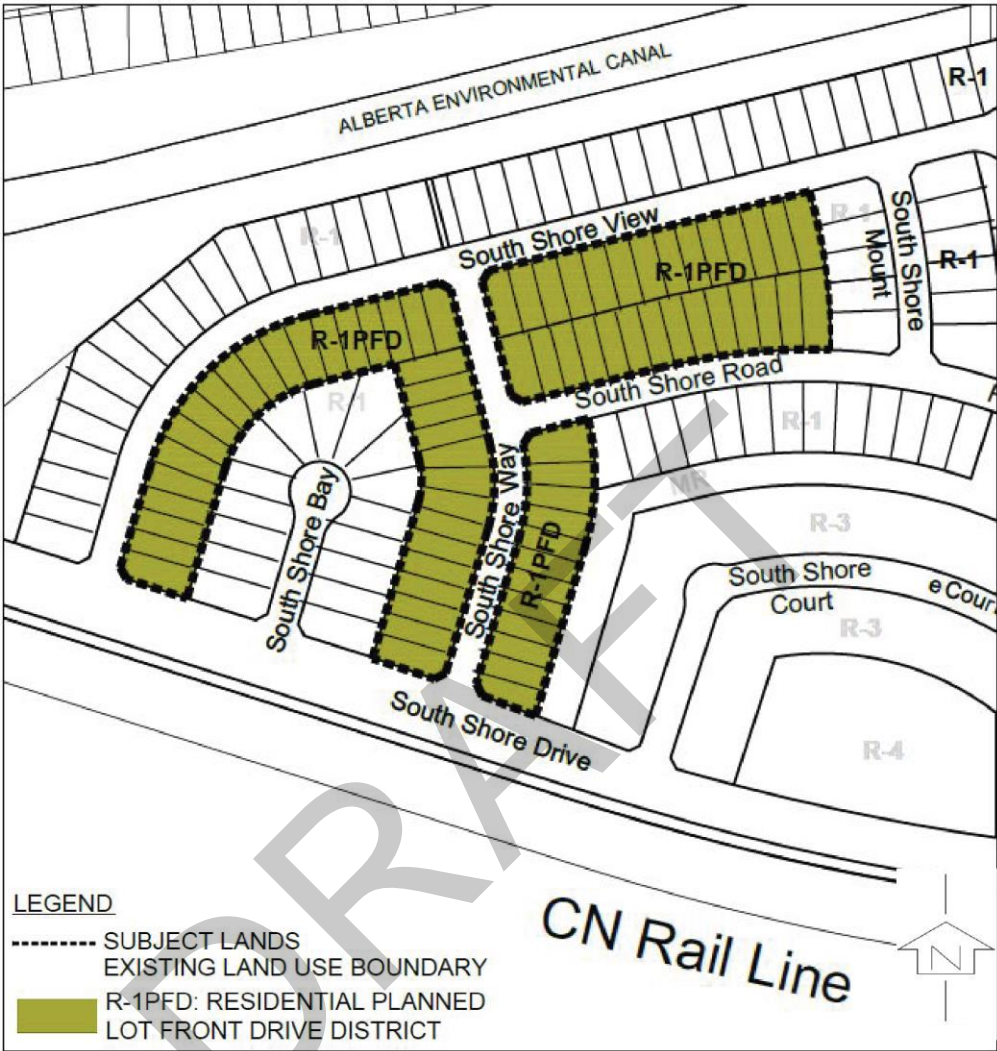 ALBERTA ENVIRONMENTAL CANAL
R-1
R-1
South Shore View
R-1
South Shore
Mount
R-1
R-1PFD
R-1PFD
South Shore Road
R-1
R-1
South Shore Way
MR
R-3
South Shore Bay
R-1PFD
South Shore
Court
e Cour
R-3
South Shore Drive
R-4
DRAFT
CN Rail Line
N
LEGEND
SUBJECT LANDS
EXISTING LAND USE BOUNDARY
R-1PFD: RESIDENTIAL PLANNED
LOT FRONT DRIVE DISTRICT